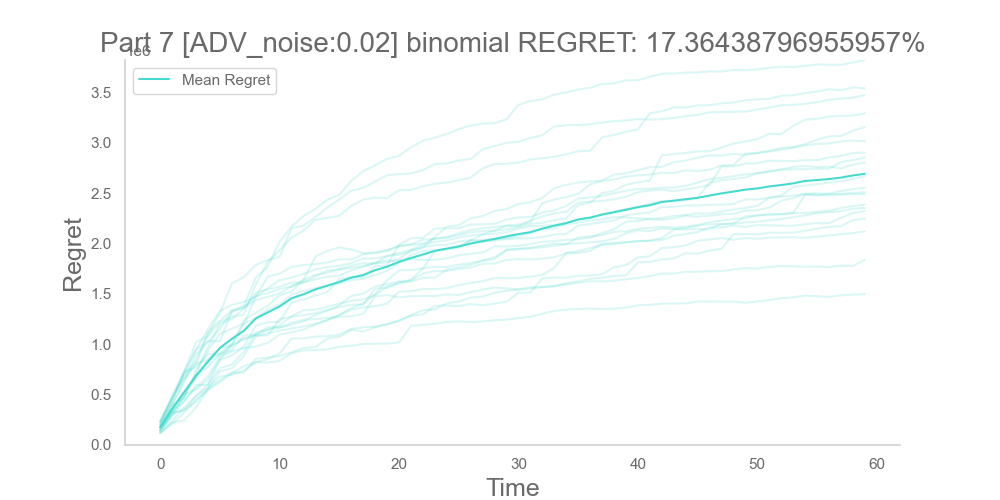 Part 7 [ADV_noise:0.02] binomial REGRET: 17.36438796955957%
1e6
Mean Regret
3.5
3.0
2.5
2.0
1.5
1.0
0.5
0.0
Regret
0 10 20 30 40 50 60
Time